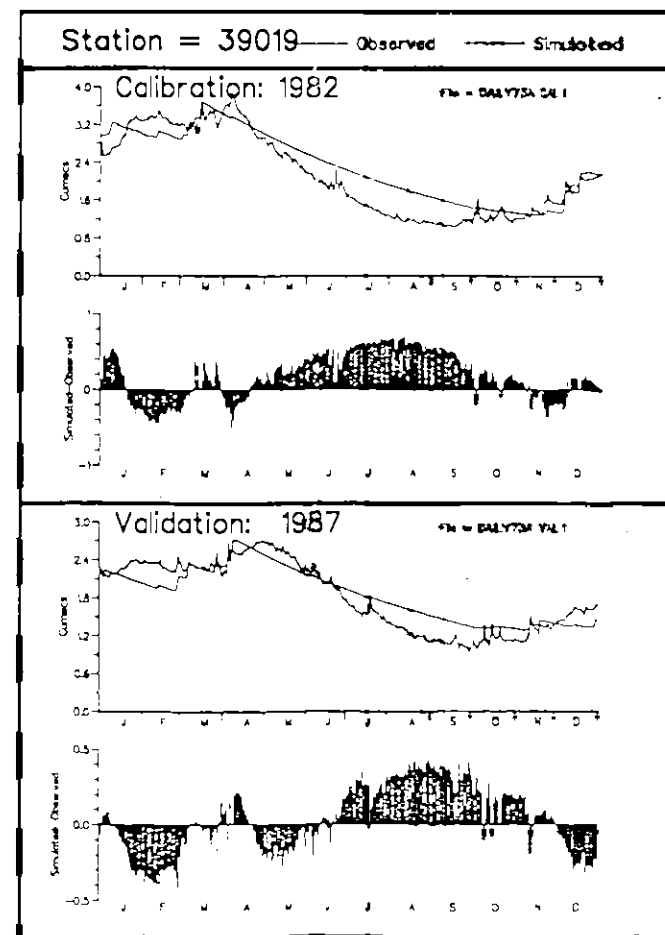 Station = 39019 Observed Simulated
Calibration: 1982
4.0
3.2
2.4
1.6
0.8
0.0
Cumecs
J F M A M J J A S O N D
1
0
-1
Simulated-Observed
J F M A M J J A S O N D
Validation: 1987
3.0
2.4
1.8
1.2
0.6
0.0
Cumecs
J F M A M J J A S O N D
0.5
0.0
-0.5
Simulated-Observed
J F M A M J J A S O N D